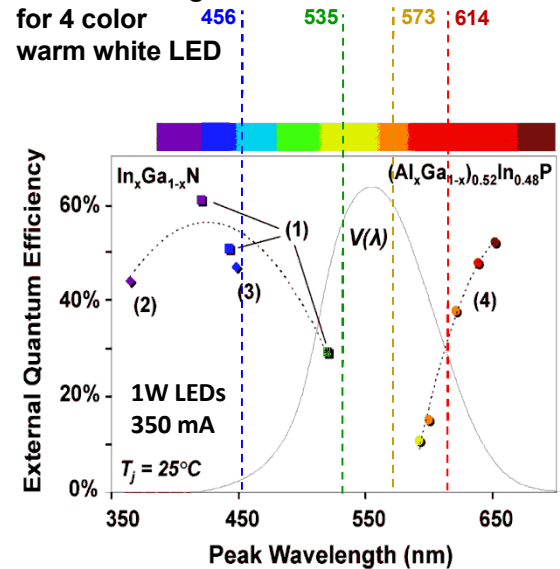 for 4 color
warm white LED
456
535
573
614
InₓGa₁₋ₓN
(AlₓGa₁₋ₓ)₀.₅₂In₀.₄₈P
60%
40%
20%
0%
(1)
(2)
(3)
(4)
V(λ)
1W LEDs
350 mA
Tⱼ = 25°C
350
450
550
650
External Quantum Efficiency
Peak Wavelength (nm)